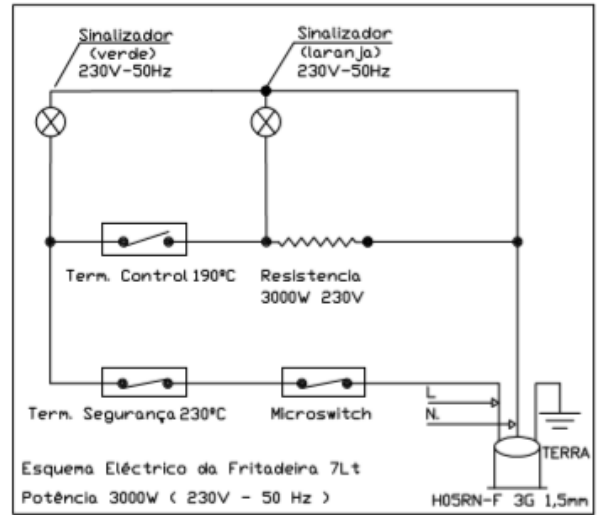 Sinalizador
(verde)
230V-50Hz
Sinalizador
(laranja)
230V-50Hz
Term. Control 190ºC
Resistencia
3000W 230V
Term. Segurança 230ºC
Microswitch
L
N.
TERRA
Esquema Eléctrico da Fritadeira 7Lt
Potência 3000W ( 230V - 50 Hz )
H05RN-F 3G 1,5mm